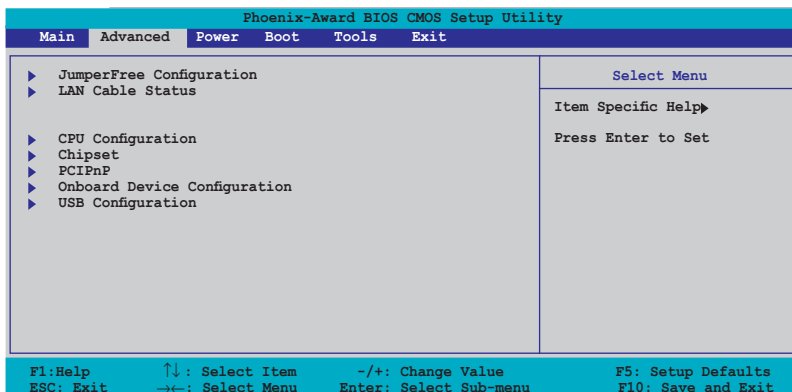 Phoenix-Award BIOS CMOS Setup Utility
Main Advanced Power Boot Tools Exit
JumperFree Configuration
LAN Cable Status
CPU Configuration
Chipset
PCIPnP
Onboard Device Configuration
USB Configuration
Select Menu
Item Specific Help▶
Press Enter to Set
F1:Help ↑↓: Select Item -/+: Change Value F5: Setup Defaults
ESC: Exit →←: Select Menu Enter: Select Sub-menu F10: Save and Exit